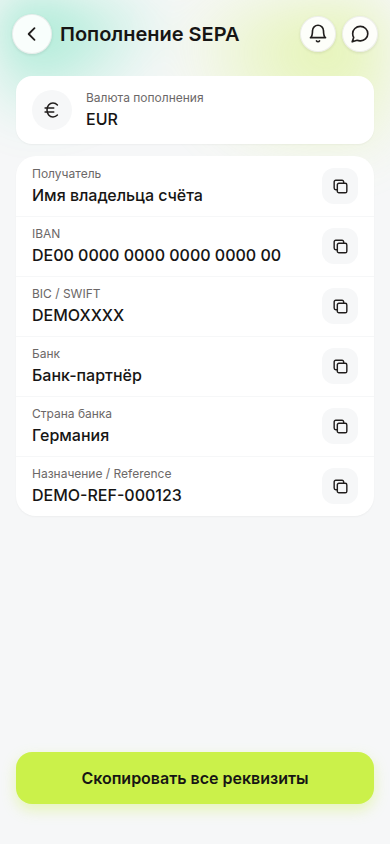 Пополнение SEPA
Валюта пополнения
EUR
Получатель
Имя владельца счёта
IBAN
DE00 0000 0000 0000 0000 00
BIC / SWIFT
DEMOXXXX
Банк
Банк-партнёр
Страна банка
Германия
Назначение / Reference
DEMO-REF-000123
Скопировать все реквизиты